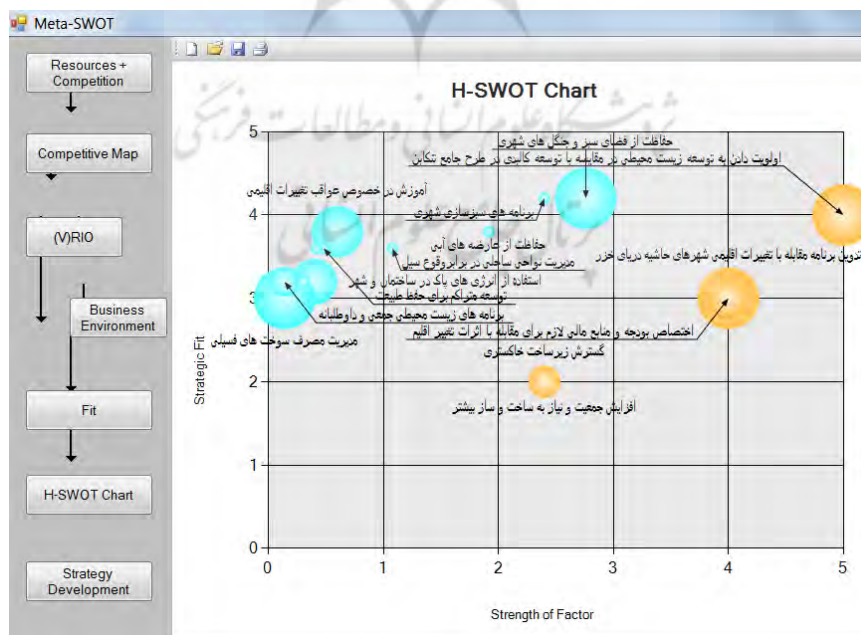 Meta-SWOT
Resources +
Competition
Competitive Map
(V)RIO
Business
Environment
Fit
H-SWOT Chart
Strategy
Development
H-SWOT Chart
پژوهشگاه علوم انسانی و مطالعات فرهنگی
حفاظت از فضای سبز و جنگل های شهری
اولویت دادن به توسعه زیست محیطی در مقایسه با توسعه کالبدی در طرح جامع تنکابن
آموزش در خصوص عواقب تغییرات اقلیمی
برنامه های سبزسازی شهری
حفاظت از عارضه های آبی
تدوین برنامه مقابله با تغییرات اقلیمی شهرهای حاشیه دریای خزر
مدیریت نواحی ساحلی در برابر وقوع سیل
استفاده از انرژی های پاک در ساختمان و شهر
توسعه متراکم برای حفظ طبیعت
برنامه های زیست محیطی جمعی و داوطلبانه
اختصاص بودجه و منابع مالی لازم برای مقابله با اثرات تغییر اقلیم
مدیریت مصرف سوخت های فسیلی
گسترش زیرساخت خاکستری
افزایش جمعیت و نیاز به ساخت و ساز بیشتر
Strategic Fit
5
4
3
2
1
0
0 1 2 3 4 5
Strength of Factor